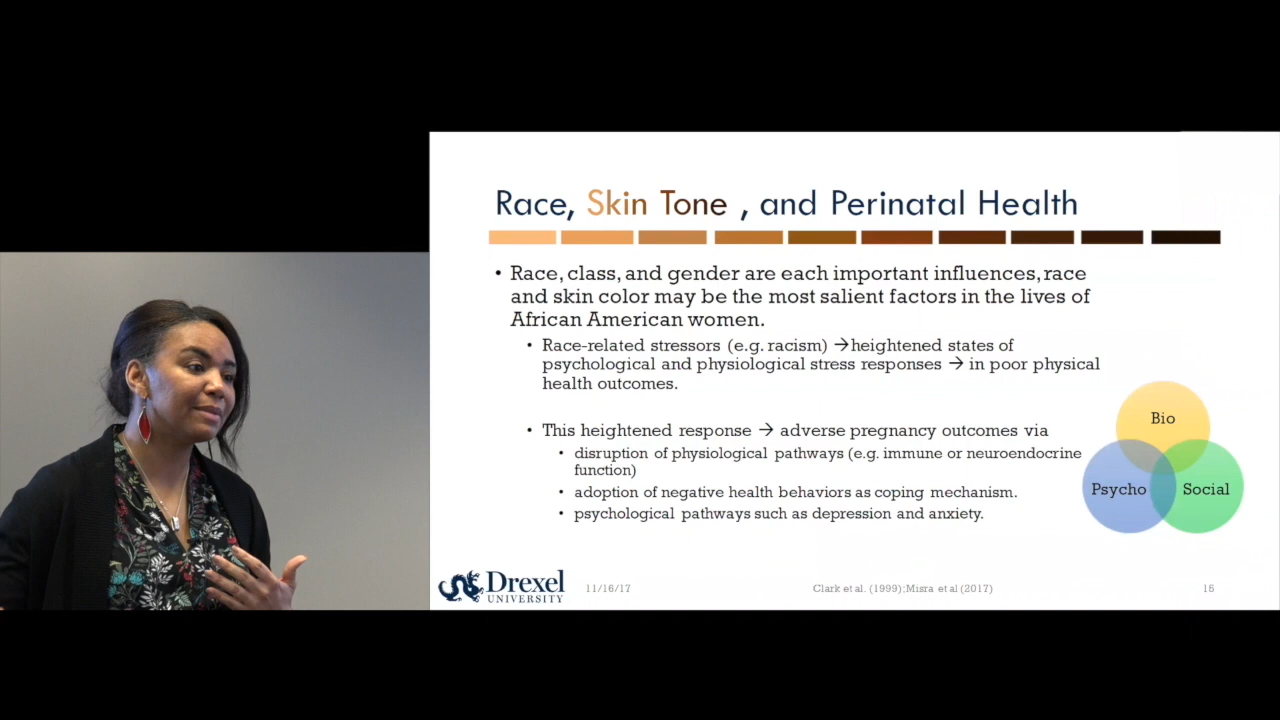 Race, Skin Tone , and Perinatal Health
• Race, class, and gender are each important influences, race
and skin color may be the most salient factors in the lives of
African American women.
• Race-related stressors (e.g. racism) →heightened states of
psychological and physiological stress responses → in poor physical
health outcomes.
• This heightened response → adverse pregnancy outcomes via
• disruption of physiological pathways (e.g. immune or neuroendocrine
function)
• adoption of negative health behaviors as coping mechanism.
• psychological pathways such as depression and anxiety.
Bio
Psycho
Social
Drexel
UNIVERSITY
11/16/17
Clark et al. (1999);Misra et al (2017)
15